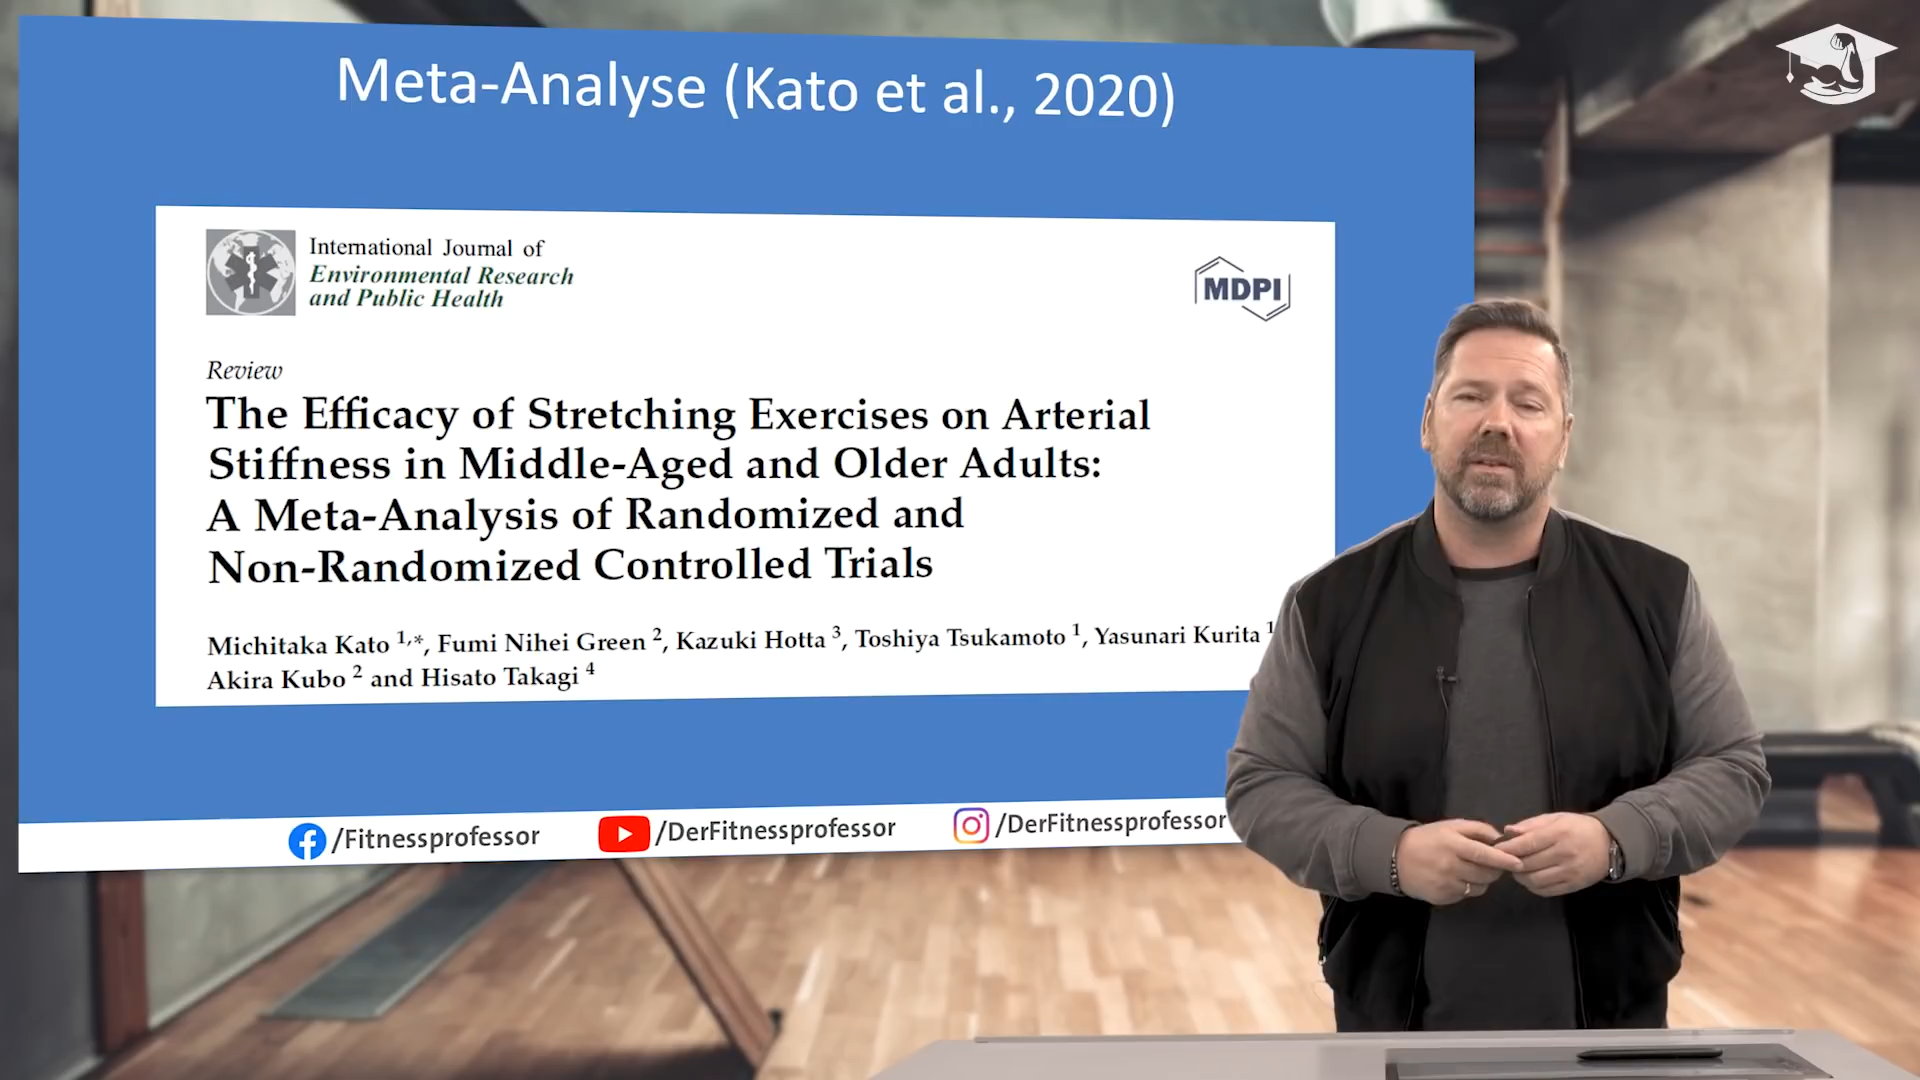 Meta-Analyse (Kato et al., 2020)
International Journal of
Environmental Research
and Public Health
MDPI
Review
The Efficacy of Stretching Exercises on Arterial
Stiffness in Middle-Aged and Older Adults:
A Meta-Analysis of Randomized and
Non-Randomized Controlled Trials
Michitaka Kato 1,*, Fumi Nihei Green 2, Kazuki Hotta 3, Toshiya Tsukamoto 1, Yasunari Kurita 1
Akira Kubo 2 and Hisato Takagi 4
/Fitnessprofessor
/DerFitnessprofessor
/DerFitnessprofessor